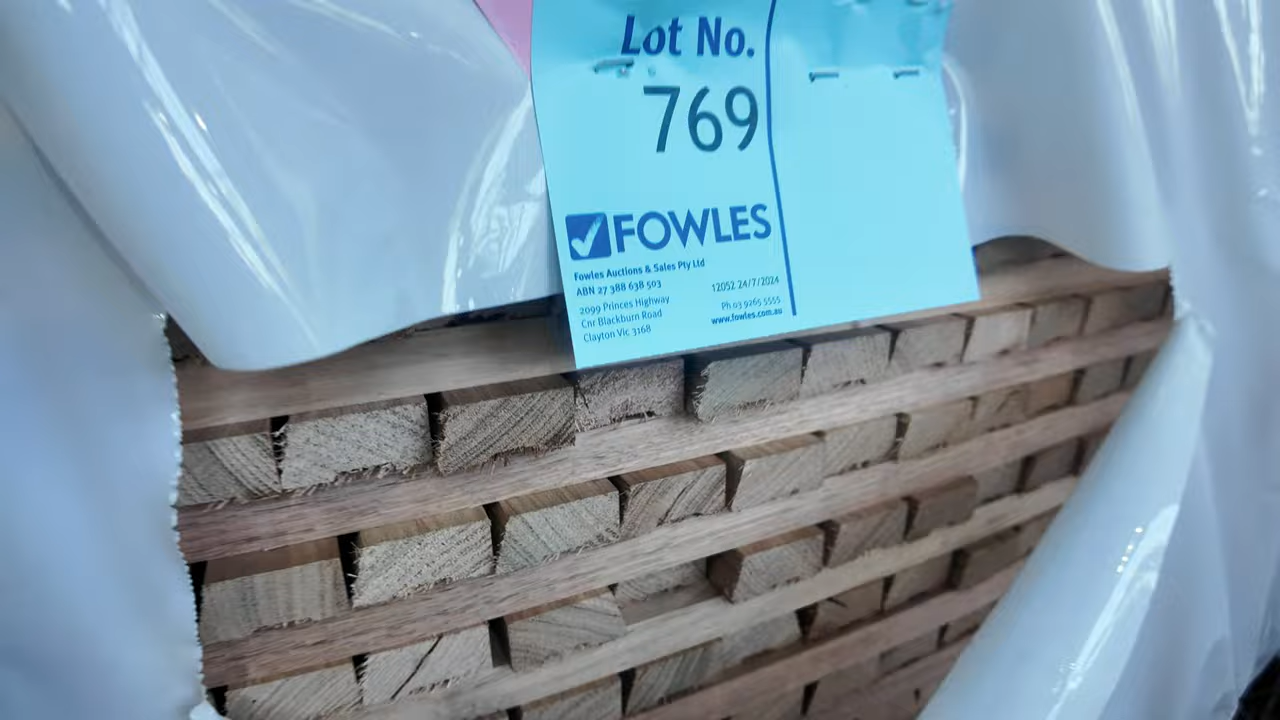 Lot No.
769
FOWLES
Fowles Auctions & Sales Pty Ltd
ABN 27 388 638 503
2099 Princes Highway
Cnr Blackburn Road
Clayton Vic 3168
12052 24/7/2024
Ph 03 9265 5555
www.fowles.com.au